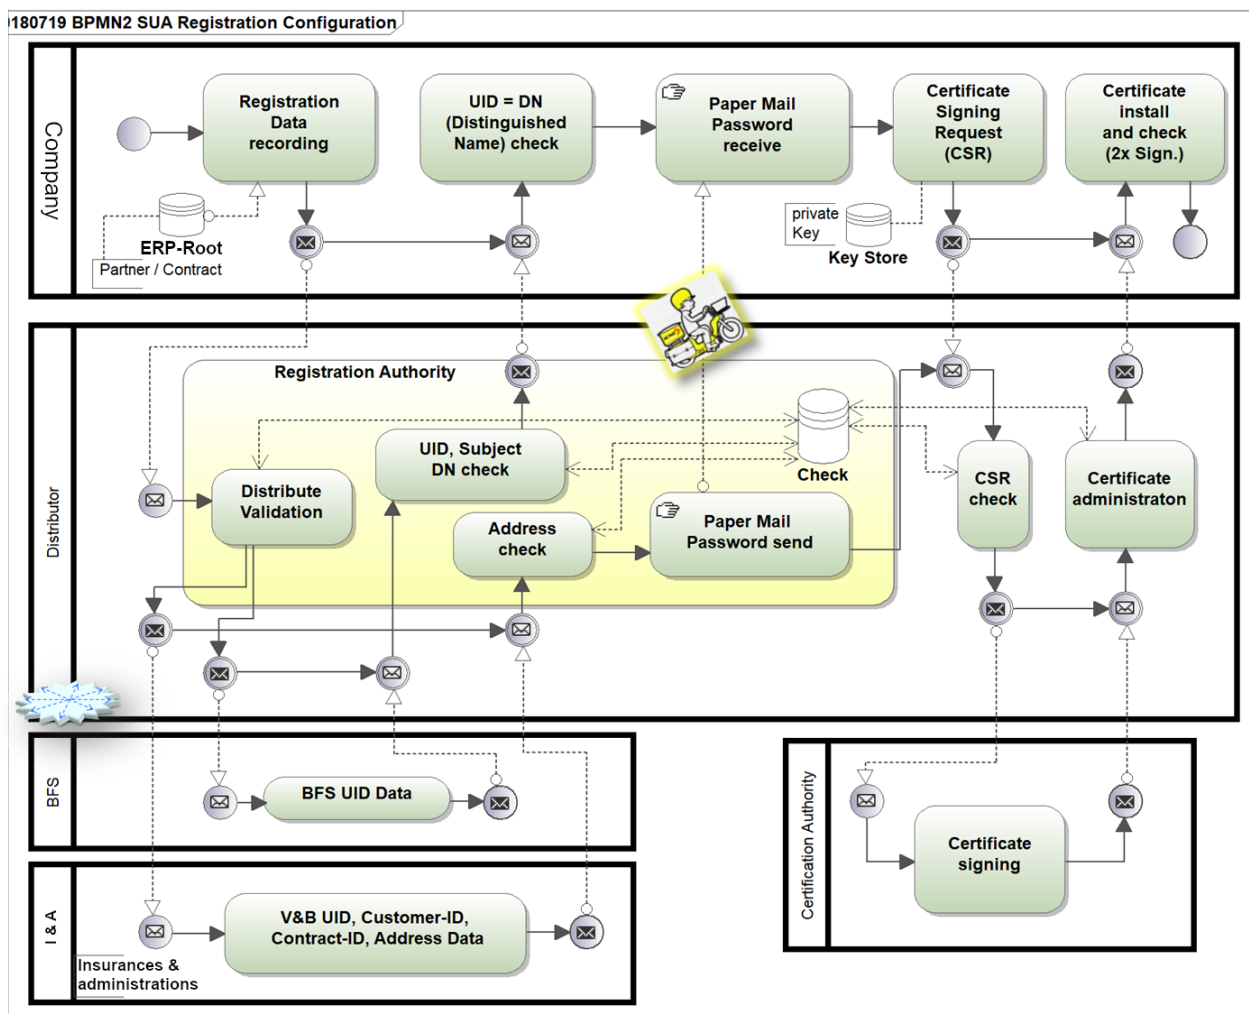 0180719 BPMN2 SUA Registration Configuration
Company
Registration
Data
recording
UID = DN
(Distinguished
Name) check
Paper Mail
Password
receive
Certificate
Signing
Request
(CSR)
Certificate
install
and check
(2x Sign.)
ERP-Root
Partner / Contract
private
Key
Key Store
Distributor
Registration Authority
UID, Subject
DN check
Check
Distribute
Validation
Address
check
Paper Mail
Password send
CSR
check
Certificate
administraton
BFS
BFS UID Data
I & A
V&B UID, Customer-ID,
Contract-ID, Address Data
Insurances &
administrations
Certification Authority
Certificate
signing